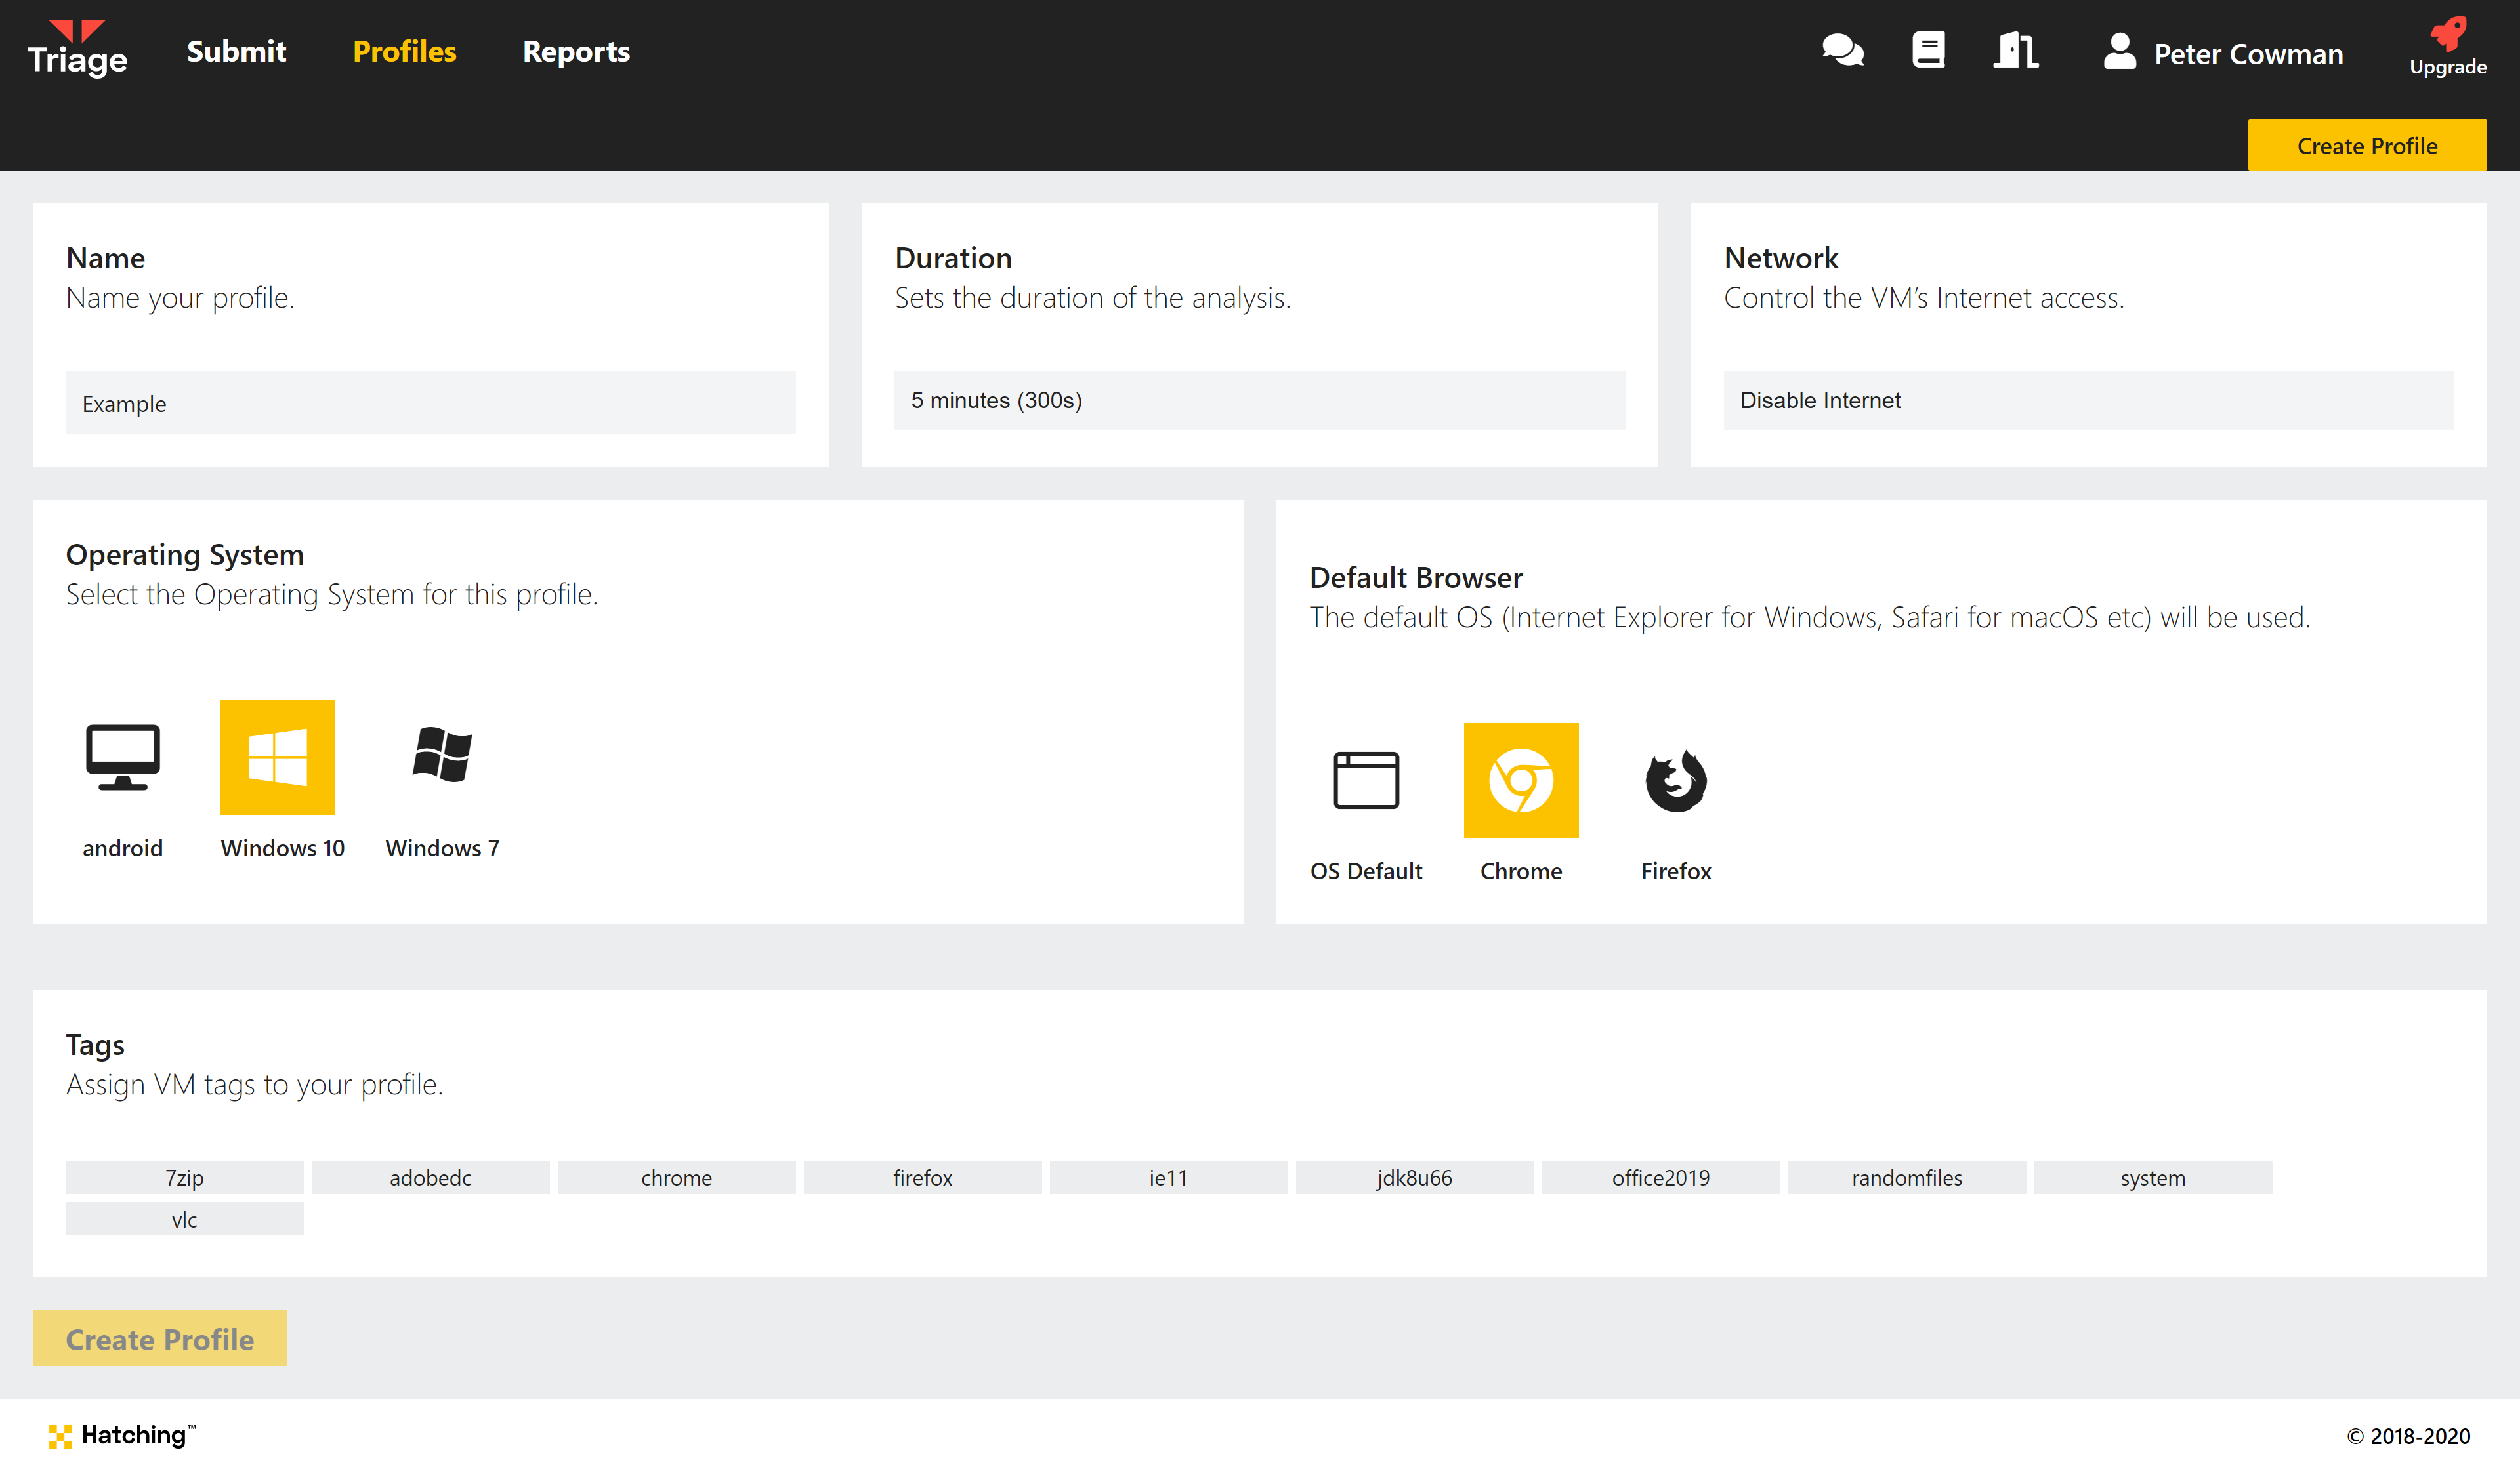 Triage
Submit
Profiles
Reports
Peter Cowman
Upgrade
Create Profile
Name
Name your profile.
Example
Duration
Sets the duration of the analysis.
5 minutes (300s)
Network
Control the VM's Internet access.
Disable Internet
Operating System
Select the Operating System for this profile.
android
Windows 10
Windows 7
Default Browser
The default OS (Internet Explorer for Windows, Safari for macOS etc) will be used.
OS Default
Chrome
Firefox
Tags
Assign VM tags to your profile.
7zip
adobedc
chrome
firefox
ie11
jdk8u66
office2019
randomfiles
system
vlc
Create Profile
Hatching™
© 2018-2020